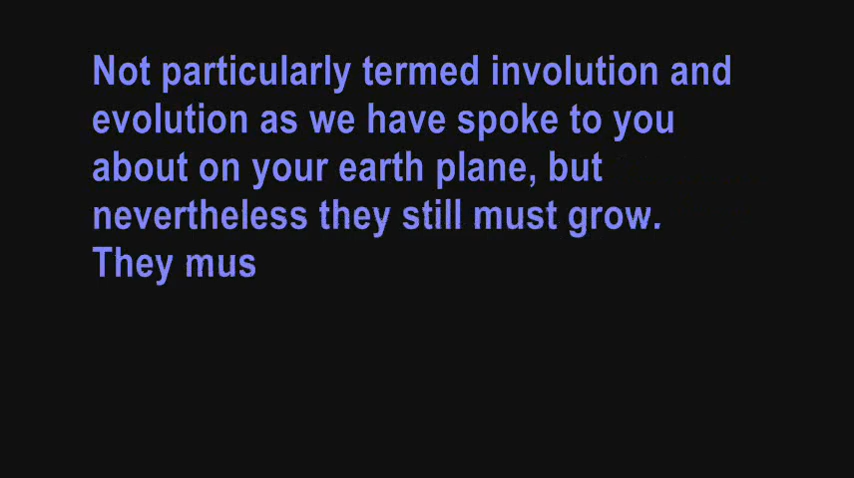 Not particularly termed involution and
evolution as we have spoke to you
about on your earth plane, but
nevertheless they still must grow.
They mus